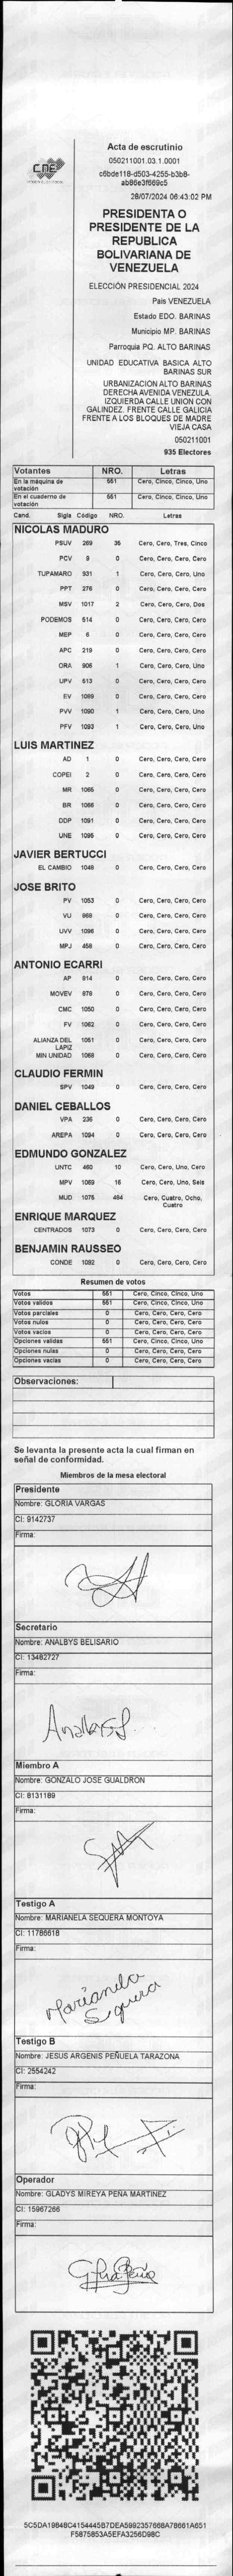 Acta de escrutinio
050211001.03.1.0001
c6bde118-d503-4255-b3b8-
ab86e3f669c5
28/07/2024 06:43:02 PM
PRESIDENTA O
PRESIDENTE DE LA
REPUBLICA
BOLIVARIANA DE
VENEZUELA
CNE
ELECCIÓN PRESIDENCIAL 2024
Pais VENEZUELA
Estado EDO. BARINAS
Municipio MP. BARINAS
Parroquia PQ. ALTO BARINAS
UNIDAD EDUCATIVA BASICA ALTO
BARINAS SUR
URBANIZACION ALTO BARINAS
DERECHA AVENIDA VENEZULA.
IZQUIERDA CALLE UNION CON
GALINDEZ. FRENTE CALLE GALICIA
FRENTE A LOS BLOQUES DE MADRE
VIEJA CASA
050211001
935 Electores
Votantes NRO. Letras
En la máquina de votación 551 Cero, Cinco, Cinco, Uno
En el cuaderno de votación 551 Cero, Cinco, Cinco, Uno
Cand. Sigla Código NRO. Letras
NICOLAS MADURO
PSUV 269 35 Cero, Cero, Tres, Cinco
PCV 9 0 Cero, Cero, Cero, Cero
TUPAMARO 931 1 Cero, Cero, Cero, Uno
PPT 276 0 Cero, Cero, Cero, Cero
MSV 1017 2 Cero, Cero, Cero, Dos
PODEMOS 514 0 Cero, Cero, Cero, Cero
MEP 6 0 Cero, Cero, Cero, Cero
APC 219 0 Cero, Cero, Cero, Cero
ORA 906 1 Cero, Cero, Cero, Uno
UPV 513 0 Cero, Cero, Cero, Cero
EV 1089 0 Cero, Cero, Cero, Cero
PVV 1090 1 Cero, Cero, Cero, Uno
PFV 1093 1 Cero, Cero, Cero, Uno
LUIS MARTINEZ
AD 1 0 Cero, Cero, Cero, Cero
COPEI 2 0 Cero, Cero, Cero, Cero
MR 1065 0 Cero, Cero, Cero, Cero
BR 1066 0 Cero, Cero, Cero, Cero
DDP 1091 0 Cero, Cero, Cero, Cero
UNE 1095 0 Cero, Cero, Cero, Cero
JAVIER BERTUCCI
EL CAMBIO 1048 0 Cero, Cero, Cero, Cero
JOSE BRITO
PV 1053 0 Cero, Cero, Cero, Cero
VU 868 0 Cero, Cero, Cero, Cero
UVV 1096 0 Cero, Cero, Cero, Cero
MPJ 458 0 Cero, Cero, Cero, Cero
ANTONIO ECARRI
AP 814 0 Cero, Cero, Cero, Cero
MOVEV 878 0 Cero, Cero, Cero, Cero
CMC 1050 0 Cero, Cero, Cero, Cero
FV 1062 0 Cero, Cero, Cero, Cero
ALIANZA DEL LAPIZ 1051 0 Cero, Cero, Cero, Cero
MIN UNIDAD 1068 0 Cero, Cero, Cero, Cero
CLAUDIO FERMIN
SPV 1049 0 Cero, Cero, Cero, Cero
DANIEL CEBALLOS
VPA 236 0 Cero, Cero, Cero, Cero
AREPA 1094 0 Cero, Cero, Cero, Cero
EDMUNDO GONZALEZ
UNTC 460 10 Cero, Cero, Uno, Cero
MPV 1069 16 Cero, Cero, Uno, Seis
MUD 1075 484 Cero, Cuatro, Ocho,
Cuatro
ENRIQUE MARQUEZ
CENTRADOS 1073 0 Cero, Cero, Cero, Cero
BENJAMIN RAUSSEO
CONDE 1092 0 Cero, Cero, Cero, Cero
Resumen de votos
Votos 551 Cero, Cinco, Cinco, Uno
Votos validos 551 Cero, Cinco, Cinco, Uno
Votos parciales 0 Cero, Cero, Cero, Cero
Votos nulos 0 Cero, Cero, Cero, Cero
Votos vacios 0 Cero, Cero, Cero, Cero
Opciones validas 551 Cero, Cinco, Cinco, Uno
Opciones nulas 0 Cero, Cero, Cero, Cero
Opciones vacias 0 Cero, Cero, Cero, Cero
Observaciones:
Se levanta la presente acta la cual firman en
señal de conformidad.
Miembros de la mesa electoral
Presidente
Nombre: GLORIA VARGAS
CI: 9142737
Firma:
Secretario
Nombre: ANALBYS BELISARIO
CI: 13482727
Firma:
Miembro A
Nombre: GONZALO JOSE GUALDRON
CI: 8131189
Firma:
Testigo A
Nombre: MARIANELA SEQUERA MONTOYA
CI: 11786618
Firma:
Marianela
Sequera
Testigo B
Nombre: JESUS ARGENIS PEÑUELA TARAZONA
CI: 2554242
Firma:
Operador
Nombre: GLADYS MIREYA PEÑA MARTINEZ
CI: 15967266
Firma:
5C5DA19848C4154445B7DEA5992357668A78661A651
F5875853A5EFA3256D98C